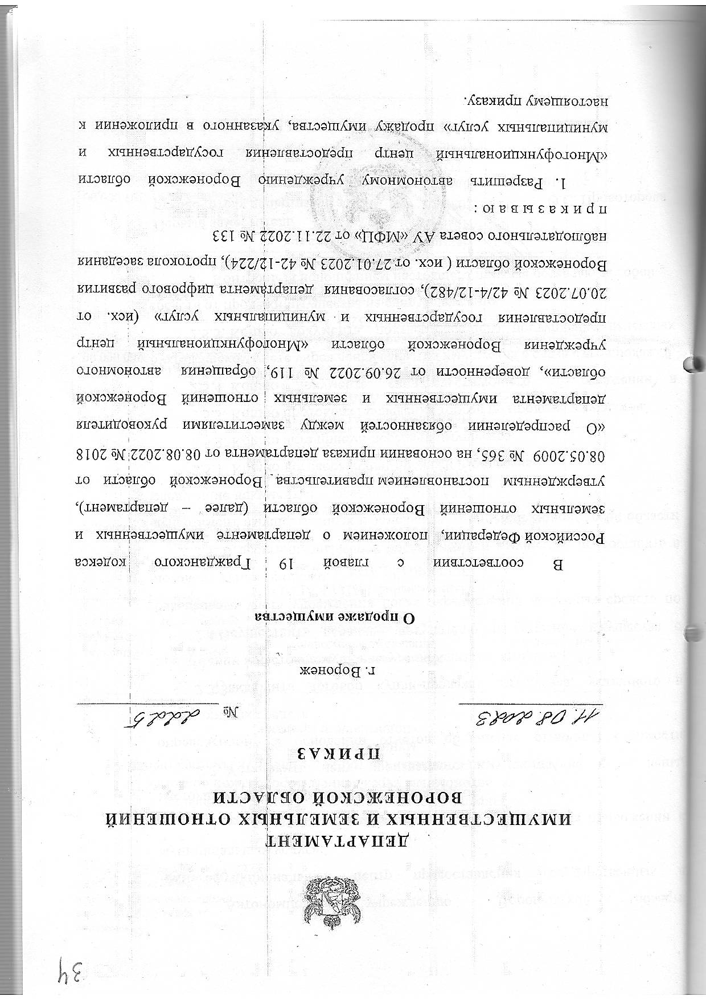 34
ДЕПАРТАМЕНТ
ИМУЩЕСТВЕННЫХ И ЗЕМЕЛЬНЫХ ОТНОШЕНИЙ
ВОРОНЕЖСКОЙ ОБЛАСТИ
ПРИКАЗ
11.08.2023 № 2225
г. Воронеж
О продаже имущества
В соответствии с главой 19 Гражданского кодекса
Российской Федерации, положением о департаменте имущественных и
земельных отношений Воронежской области (далее – департамент),
утвержденным постановлением правительства Воронежской области от
08.05.2009 № 365, на основании приказа департамента от 08.08.2022 № 2018
«О распределении обязанностей между заместителями руководителя
департамента имущественных и земельных отношений Воронежской
области», доверенности от 26.09.2022 № 119, обращения автономного
учреждения Воронежской области «Многофункциональный центр
предоставления государственных и муниципальных услуг» (исх. от
20.07.2023 № 42/4-12/482), согласования департамента цифрового развития
Воронежской области ( исх. от 27.01.2023 № 42-12/224), протокола заседания
наблюдательного совета АУ «МФЦ» от 22.11.2022 № 133
п р и к а з ы в а ю :
1. Разрешить автономному учреждению Воронежской области
«Многофункциональный центр предоставления государственных и
муниципальных услуг» продажу имущества, указанного в приложении к
настоящему приказу.